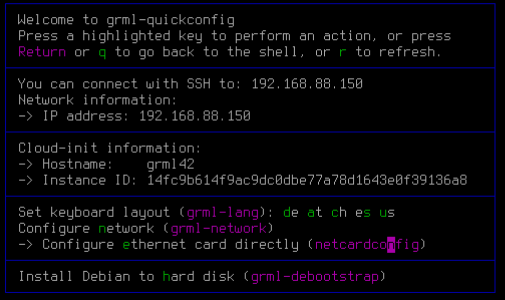 Welcome to grml-quickconfig
Press a highlighted key to perform an action, or press
Return or q to go back to the shell, or r to refresh.
You can connect with SSH to: 192.168.88.150
Network information:
-> IP address: 192.168.88.150
Cloud-init information:
-> Hostname: grml42
-> Instance ID: 14fc9b614f9ac9dc0dbe77a78d1643e0f39136a8
Set keyboard layout (grml-lang): de at ch es us
Configure network (grml-network)
-> Configure ethernet card directly (netcardconfig)
Install Debian to hard disk (grml-debootstrap)